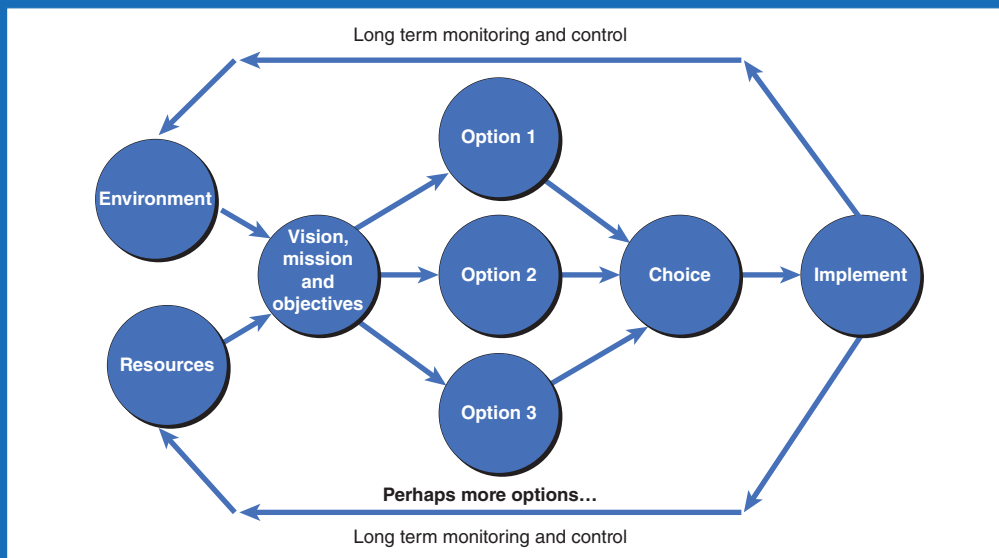 Long term monitoring and control
Option 1
Environment
Vision,
mission
and
objectives
Option 2
Choice
Implement
Resources
Option 3
Perhaps more options...
Long term monitoring and control